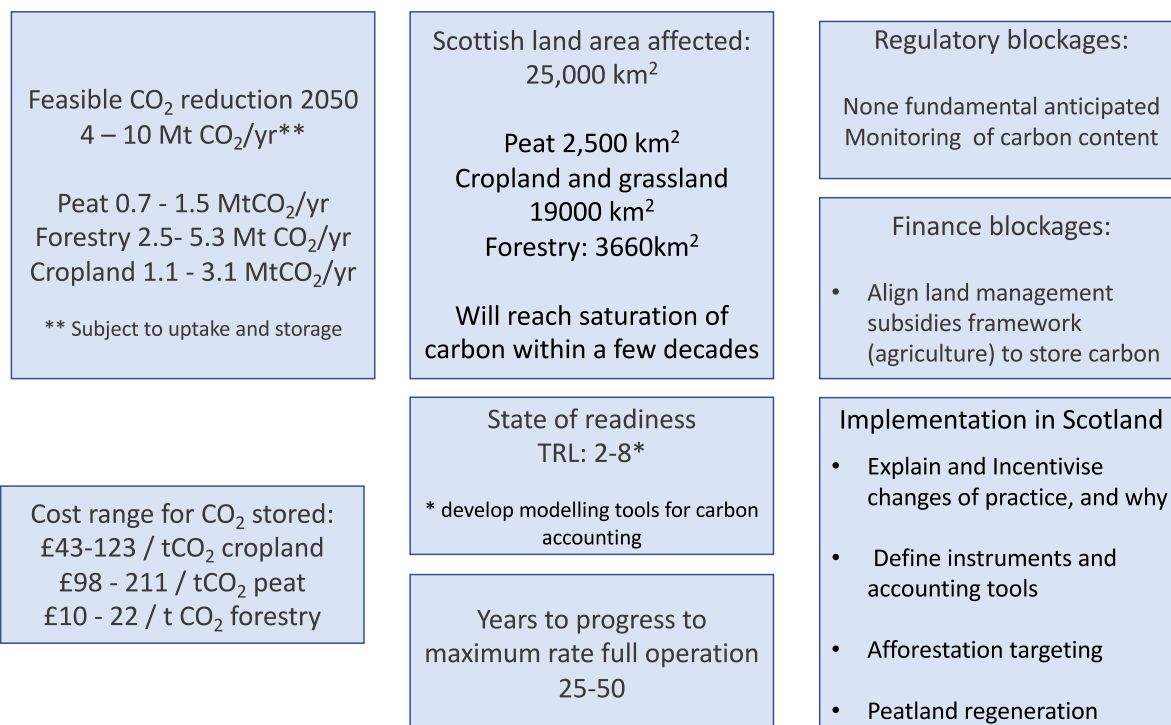 Feasible CO₂ reduction 2050
4 – 10 Mt CO₂/yr**
Peat 0.7 - 1.5 MtCO₂/yr
Forestry 2.5- 5.3 Mt CO₂/yr
Cropland 1.1 - 3.1 MtCO₂/yr
** Subject to uptake and storage
Cost range for CO₂ stored:
£43-123 / tCO₂ cropland
£98 - 211 / tCO₂ peat
£10 - 22 / t CO₂ forestry
Scottish land area affected:
25,000 km²
Peat 2,500 km²
Cropland and grassland
19000 km²
Forestry: 3660km²
Will reach saturation of
carbon within a few decades
State of readiness
TRL: 2-8*
* develop modelling tools for carbon
accounting
Years to progress to
maximum rate full operation
25-50
Regulatory blockages:
None fundamental anticipated
Monitoring of carbon content
Finance blockages:
• Align land management
subsidies framework
(agriculture) to store carbon
Implementation in Scotland
• Explain and Incentivise
changes of practice, and why
• Define instruments and
accounting tools
• Afforestation targeting
• Peatland regeneration